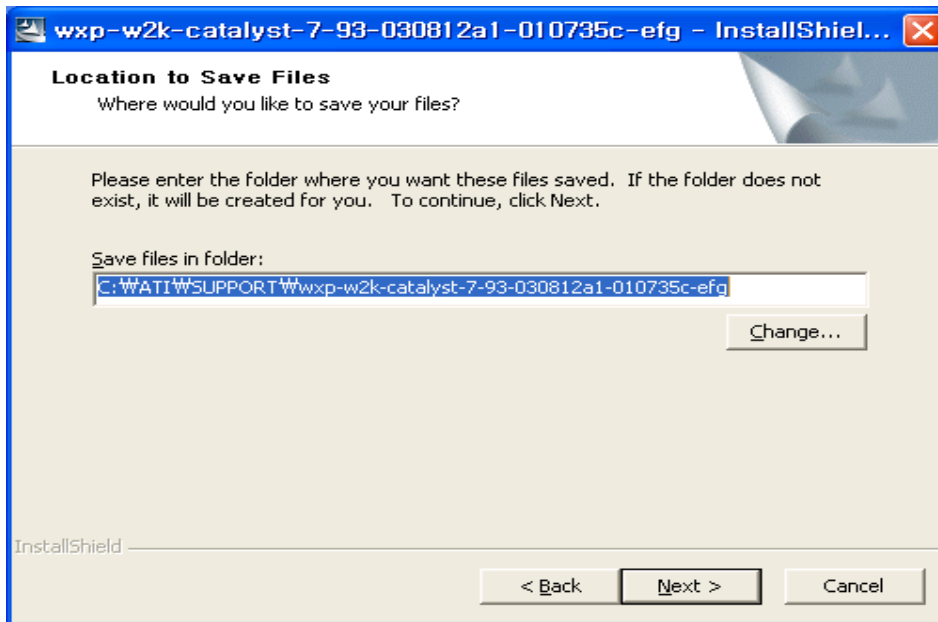 wxp-w2k-catalyst-7-93-030812a1-010735c-efg - InstallShiel...
Location to Save Files
Where would you like to save your files?
Please enter the folder where you want these files saved. If the folder does not
exist, it will be created for you. To continue, click Next.
Save files in folder:
C:₩ATI₩SUPPORT₩wxp-w2k-catalyst-7-93-030812a1-010735c-efg
Change...
InstallShield
< Back
Next >
Cancel